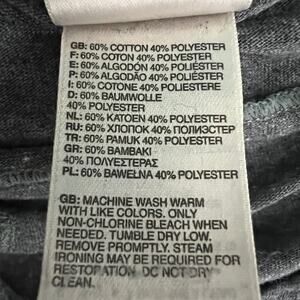 GB: 60% COTTON 40% POLYESTER
F: 60% COTON 40% POLYESTER
E: 60% ALGODÓN 40% POLIÉSTER
P: 60% ALGODÃO 40% POLIÉSTER
I: 60% COTONE 40% POLIESTERE
D: 60% BAUMWOLLE
40% POLYESTER
NL: 60% KATOEN 40% POLYESTER
RU: 60% ХЛОПОК 40% ПОЛИЭСТЕР
TR: 60% PAMUK 40% POLYESTER
GR: 60% BAMBAKI
40% ΠΟΛΥΕΣΤΕΡΑΣ
PL: 60% BAWEŁNA 40% POLYESTER
GB: MACHINE WASH WARM
WITH LIKE COLORS. ONLY
NON-CHLORINE BLEACH WHEN
NEEDED. TUMBLE DRY LOW.
REMOVE PROMPTLY. STEAM
IRONING MAY BE REQUIRED FOR
RESTORATION. DO NOT DRY
CLEAN.